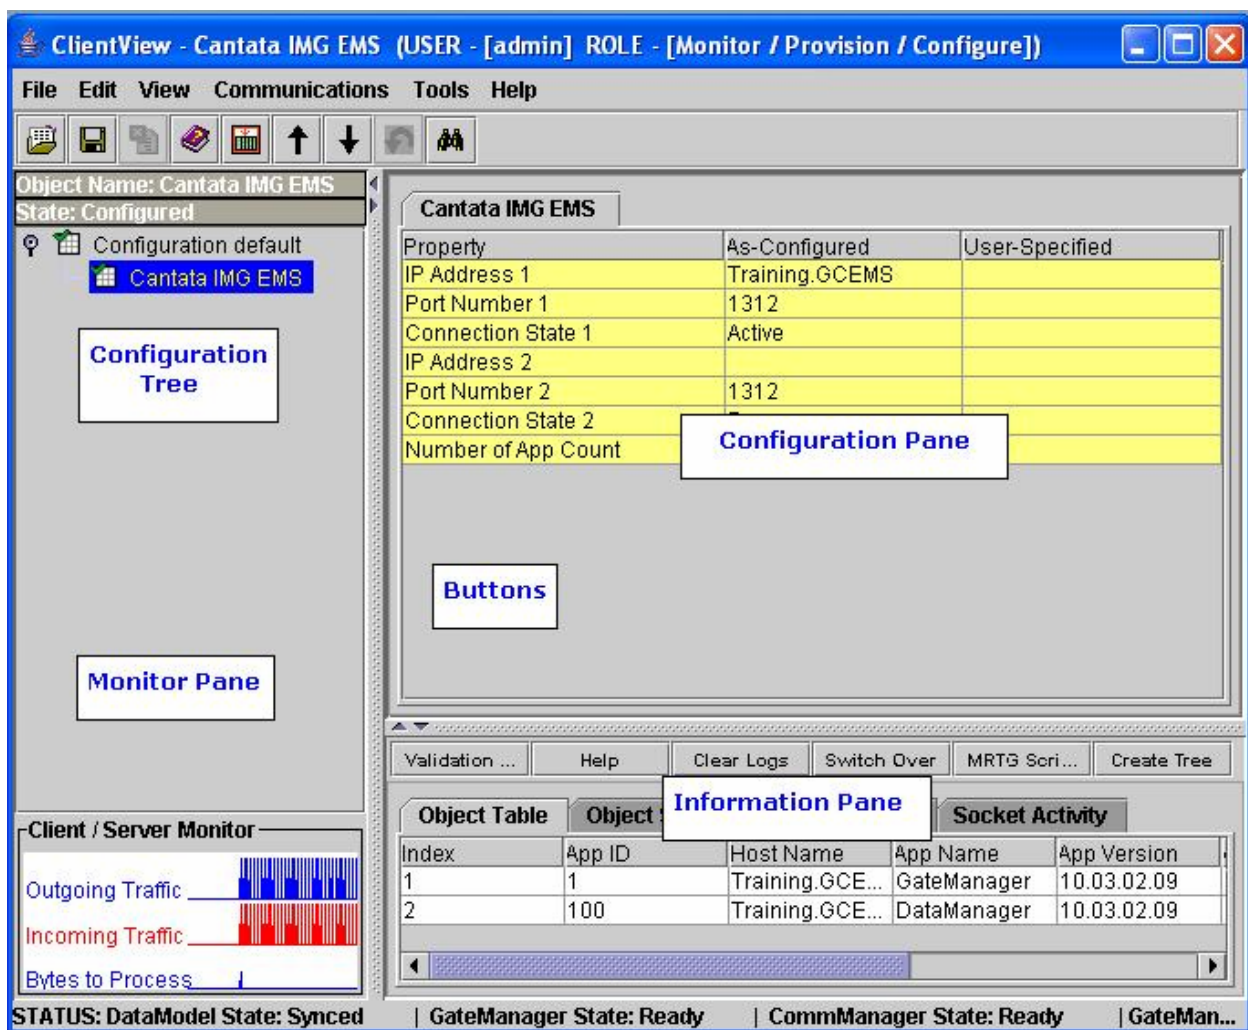 ClientView - Cantata IMG EMS (USER - [admin] ROLE - [Monitor / Provision / Configure])
File Edit View Communications Tools Help
Object Name: Cantata IMG EMS
State: Configured
Configuration default
Cantata IMG EMS
Configuration
Tree
Monitor Pane
Cantata IMG EMS
Property As-Configured User-Specified
IP Address 1 Training.GCEMS
Port Number 1 1312
Connection State 1 Active
IP Address 2
Port Number 2 1312
Connection State 2
Number of App Count
Configuration Pane
Buttons
Validation ... Help Clear Logs Switch Over MRTG Scri... Create Tree
Information Pane
Object Table Object Socket Activity
Index App ID Host Name App Name App Version
1 1 Training.GCE... GateManager 10.03.02.09
2 100 Training.GCE... DataManager 10.03.02.09
Client / Server Monitor
Outgoing Traffic
Incoming Traffic
Bytes to Process
STATUS: DataModel State: Synced | GateManager State: Ready | CommManager State: Ready | GateMan...